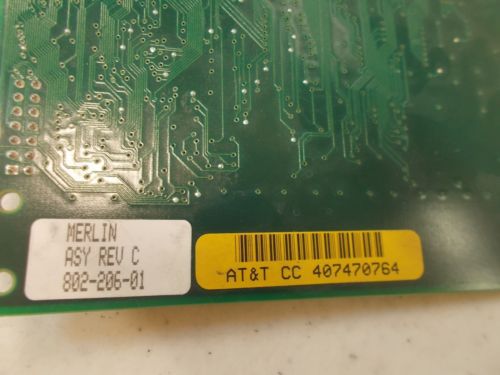 MERLIN
ASY REV C
802-206-01
AT&T CC 407470764